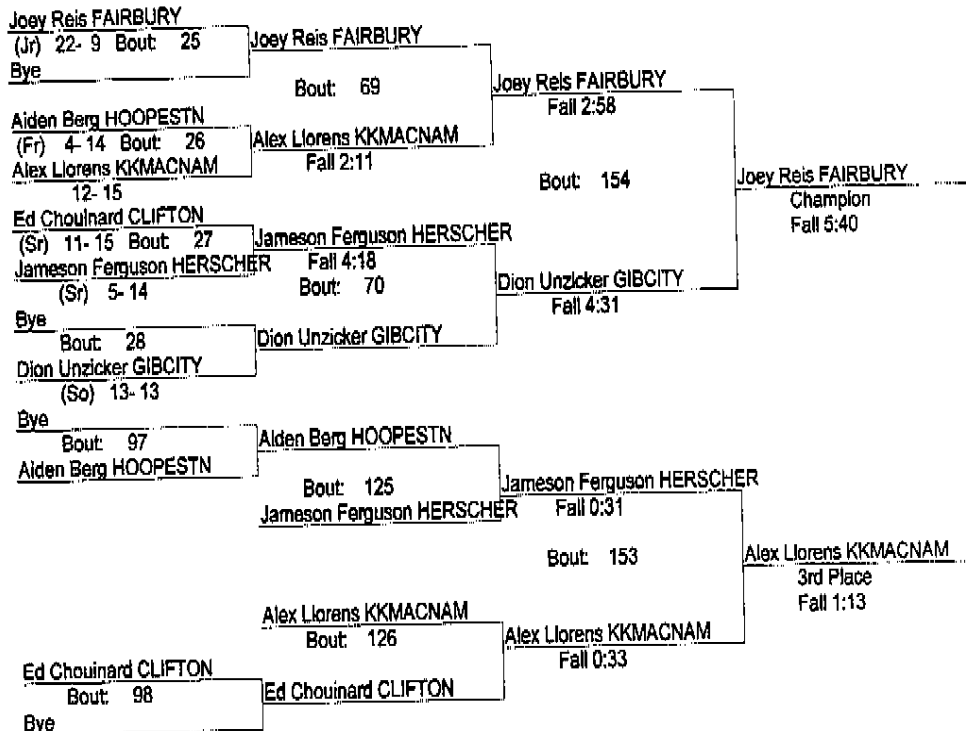 Joey Reis FAIRBURY
(Jr) 22- 9 Bout: 25
Bye
Joey Reis FAIRBURY
Bout: 69
Aiden Berg HOOPESTN
(Fr) 4- 14 Bout: 26
Alex Llorens KKMACNAM
12- 15
Alex Llorens KKMACNAM
Fall 2:11
Joey Reis FAIRBURY
Fall 2:58
Bout: 154
Ed Chouinard CLIFTON
(Sr) 11- 15 Bout: 27
Jameson Ferguson HERSCHER
(Sr) 5- 14
Jameson Ferguson HERSCHER
Fall 4:18
Bout: 70
Bye
Bout: 28
Dion Unzicker GIBCITY
(So) 13- 13
Dion Unzicker GIBCITY
Dion Unzicker GIBCITY
Fall 4:31
Joey Reis FAIRBURY
Champion
Fall 5:40
Bye
Bout: 97
Aiden Berg HOOPESTN
Aiden Berg HOOPESTN
Bout: 125
Jameson Ferguson HERSCHER
Jameson Ferguson HERSCHER
Fall 0:31
Bout: 153
Alex Llorens KKMACNAM
Bout: 126
Ed Chouinard CLIFTON
Bout: 98
Bye
Ed Chouinard CLIFTON
Alex Llorens KKMACNAM
Fall 0:33
Alex Llorens KKMACNAM
3rd Place
Fall 1:13